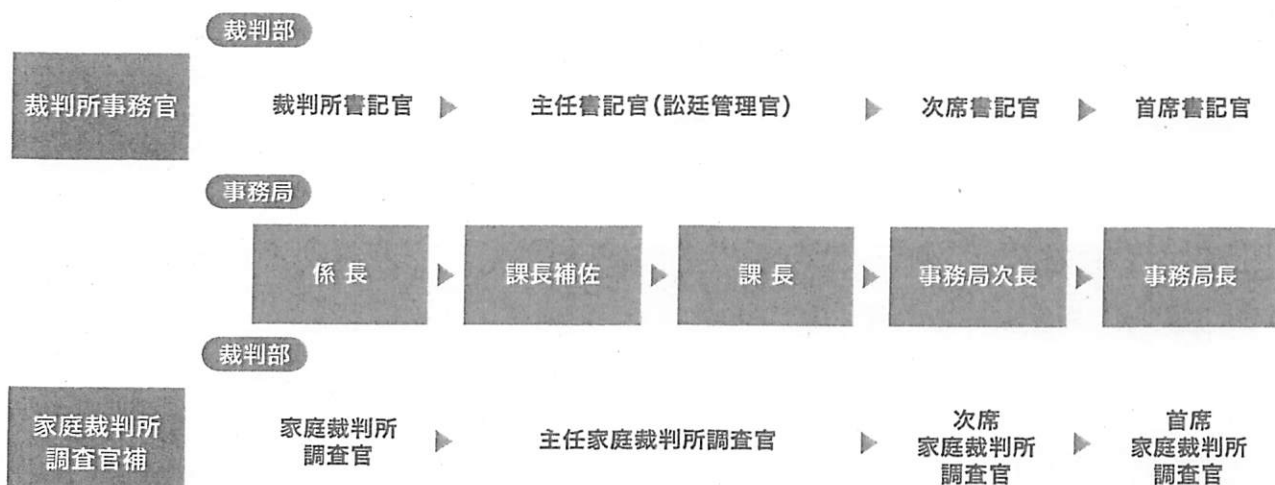 裁判部
裁判所事務官
裁判所書記官
主任書記官(訟廷管理官)
次席書記官
首席書記官
事務局
係 長
課長補佐
課 長
事務局次長
事務局長
裁判部
家庭裁判所
調査官補
家庭裁判所
調査官
主任家庭裁判所調査官
次席
家庭裁判所
調査官
首席
家庭裁判所
調査官